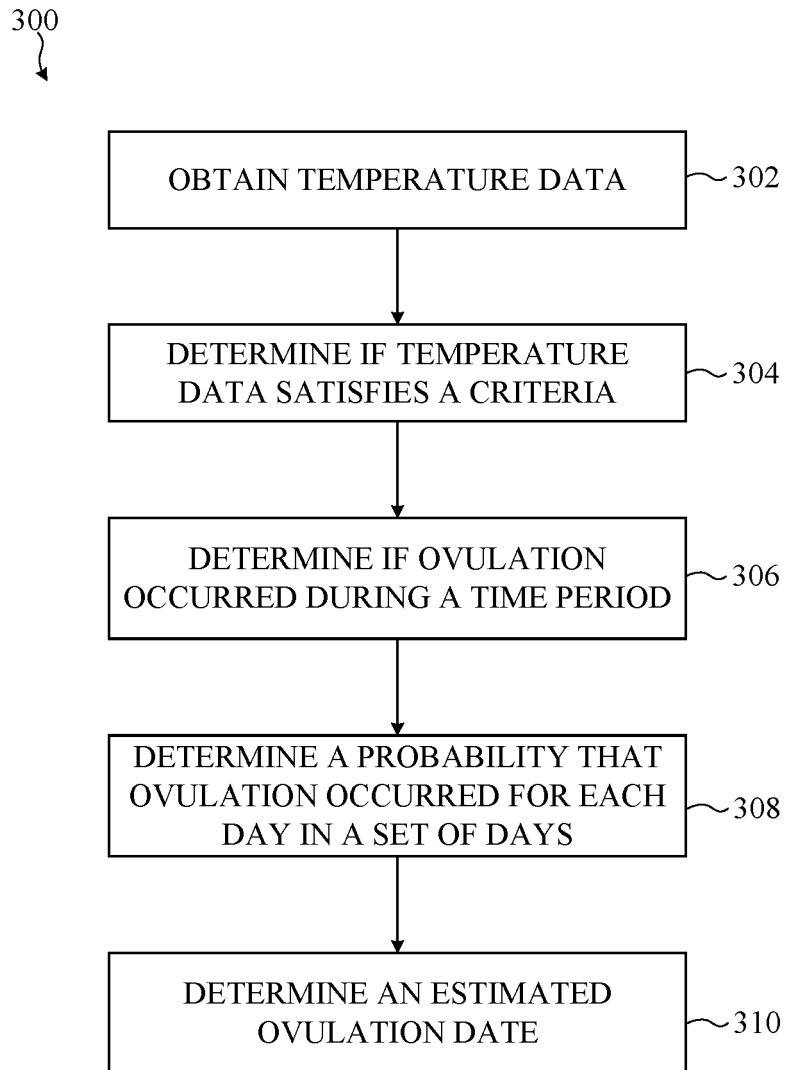 300
OBTAIN TEMPERATURE DATA
302
DETERMINE IF TEMPERATURE
DATA SATISFIES A CRITERIA
304
DETERMINE IF OVULATION
OCCURRED DURING A TIME PERIOD
306
DETERMINE A PROBABILITY THAT
OVULATION OCCURRED FOR EACH
DAY IN A SET OF DAYS
308
DETERMINE AN ESTIMATED
OVULATION DATE
310